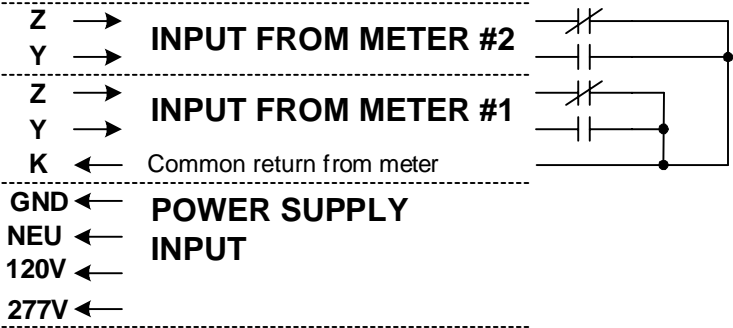 Z
INPUT FROM METER #2
Y
Z
INPUT FROM METER #1
Y
K Common return from meter
GND
POWER SUPPLY
NEU
INPUT
120V
277V